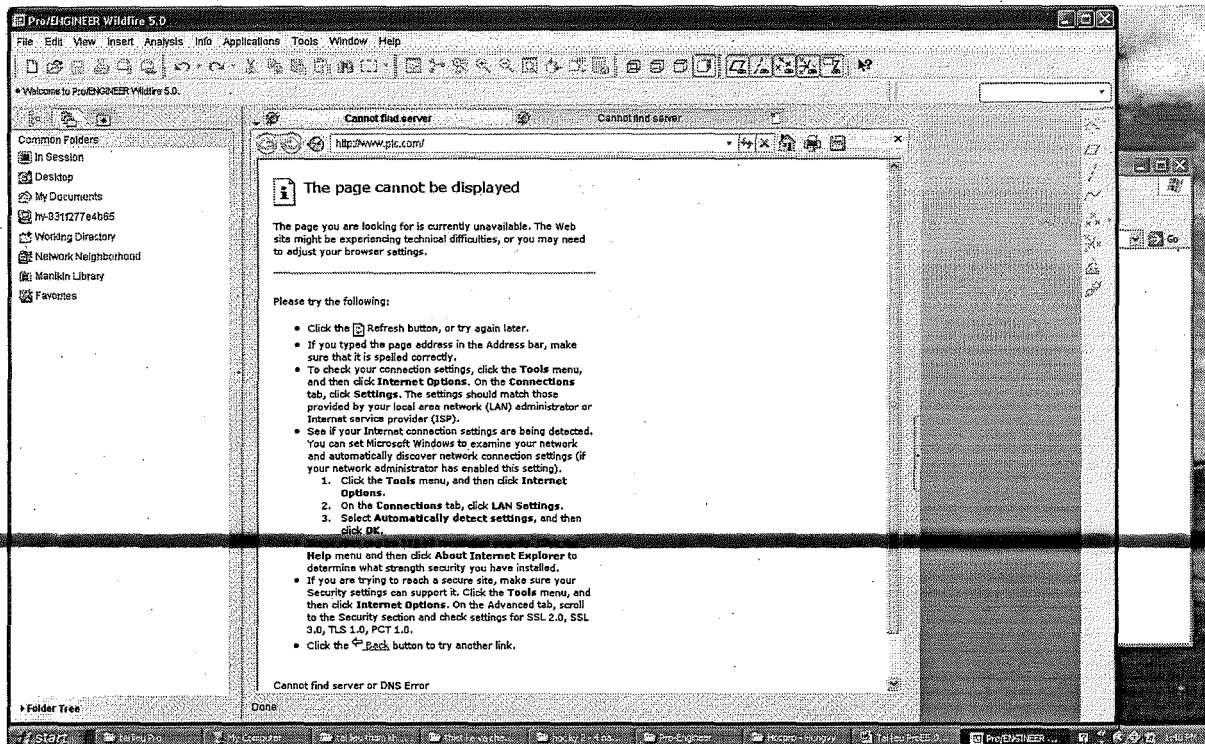 Pro/ENGINEER Wildfire 5.0
File Edit View Insert Analysis Info Applications Tools Window Help
• Welcome to Pro/ENGINEER Wildfire 5.0.
Common Folders
In Session
Desktop
My Documents
hy-831f277e4b65
Working Directory
Network Neighborhood
Manikin Library
Favorites
Folder Tree
Cannot find server
Cannot find server
http://www.ptc.com/
The page cannot be displayed
The page you are looking for is currently unavailable. The Web
site might be experiencing technical difficulties, or you may need
to adjust your browser settings.
Please try the following:
• Click the Refresh button, or try again later.
• If you typed the page address in the Address bar, make
sure that it is spelled correctly.
• To check your connection settings, click the Tools menu,
and then click Internet Options. On the Connections
tab, click Settings. The settings should match those
provided by your local area network (LAN) administrator or
Internet service provider (ISP).
• See if your Internet connection settings are being detected.
You can set Microsoft Windows to examine your network
and automatically discover network connection settings (if
your network administrator has enabled this setting).
1. Click the Tools menu, and then click Internet
Options.
2. On the Connections tab, click LAN Settings.
3. Select Automatically detect settings, and then
click OK.
Help menu and then click About Internet Explorer to
determine what strength security you have installed.
• If you are trying to reach a secure site, make sure your
Security settings can support it. Click the Tools menu, and
then click Internet Options. On the Advanced tab, scroll
to the Security section and check settings for SSL 2.0, SSL
3.0, TLS 1.0, PCT 1.0.
• Click the Back button to try another link.
Cannot find server or DNS Error
Done
Go
start My Computer Pro-Engineer Pro/ENGINEER ...